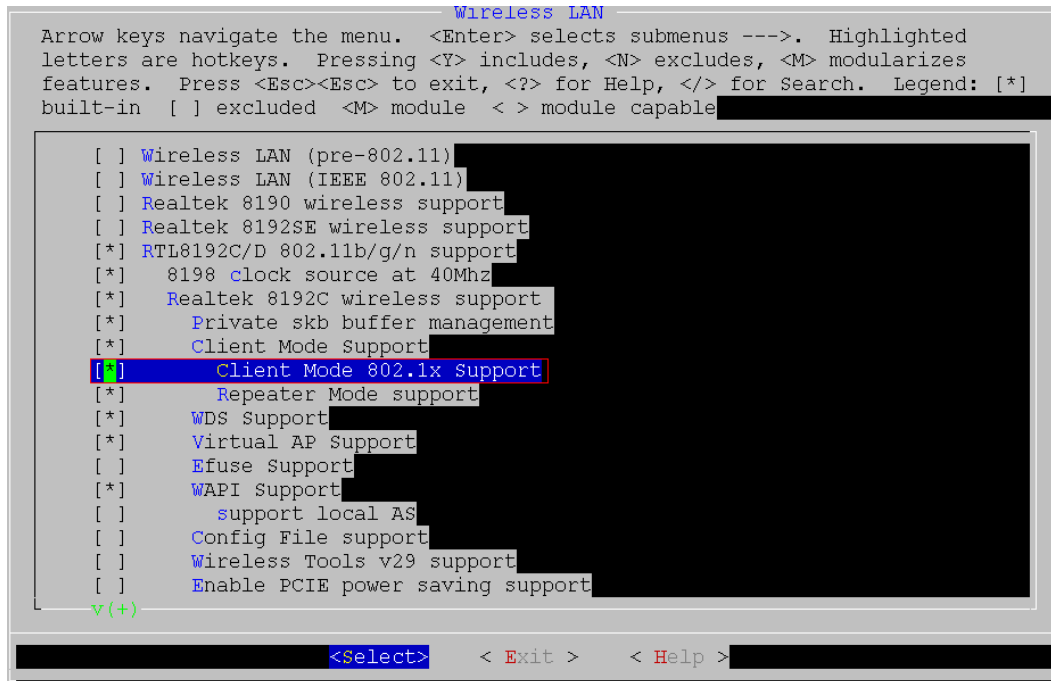 Wireless LAN
Arrow keys navigate the menu.  <Enter> selects submenus --->.  Highlighted
letters are hotkeys.  Pressing <Y> includes, <N> excludes, <M> modularizes
features.  Press <Esc><Esc> to exit, <?> for Help, </> for Search.  Legend: [*]
built-in  [ ] excluded  <M> module  < > module capable
[ ] Wireless LAN (pre-802.11)
[ ] Wireless LAN (IEEE 802.11)
[ ] Realtek 8190 wireless support
[ ] Realtek 8192SE wireless support
[*] RTL8192C/D 802.11b/g/n support
[*]   8198 clock source at 40Mhz
[*]   Realtek 8192C wireless support
[*]     Private skb buffer management
[*]     Client Mode Support
[*]       Client Mode 802.1x Support
[*]       Repeater Mode support
[*]     WDS Support
[*]     Virtual AP Support
[ ]     Efuse Support
[*]     WAPI Support
[ ]       support local AS
[ ]     Config File support
[ ]     Wireless Tools v29 support
[ ]     Enable PCIE power saving support
v(+)
<Select>    < Exit >    < Help >